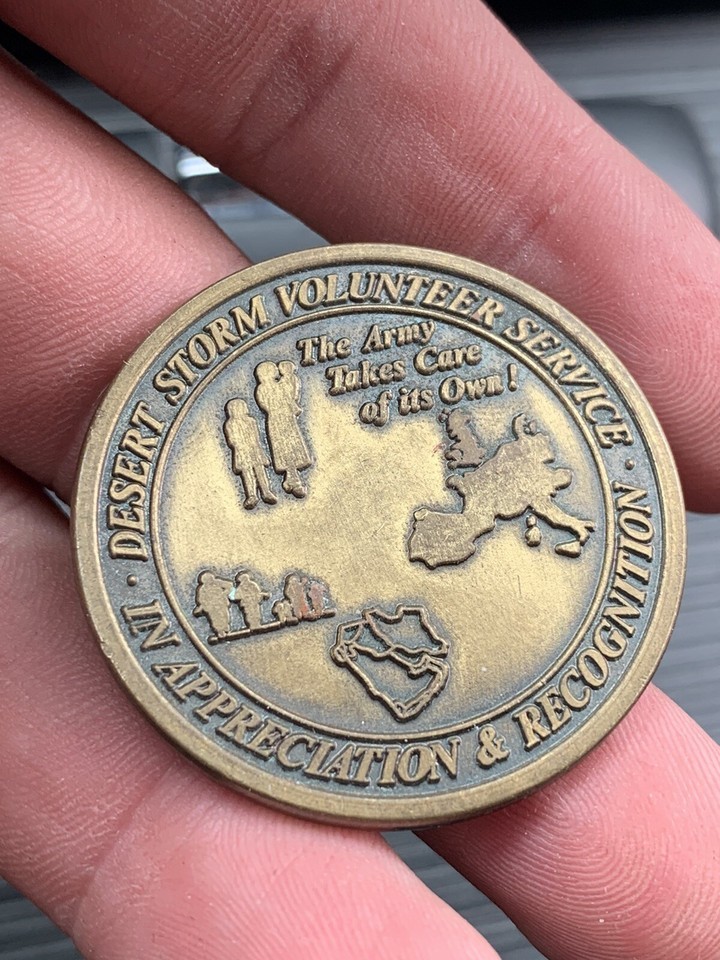 · DESERT STORM VOLUNTEER SERVICE ·
The Army
Takes Care
of its Own!
IN APPRECIATION & RECOGNITION